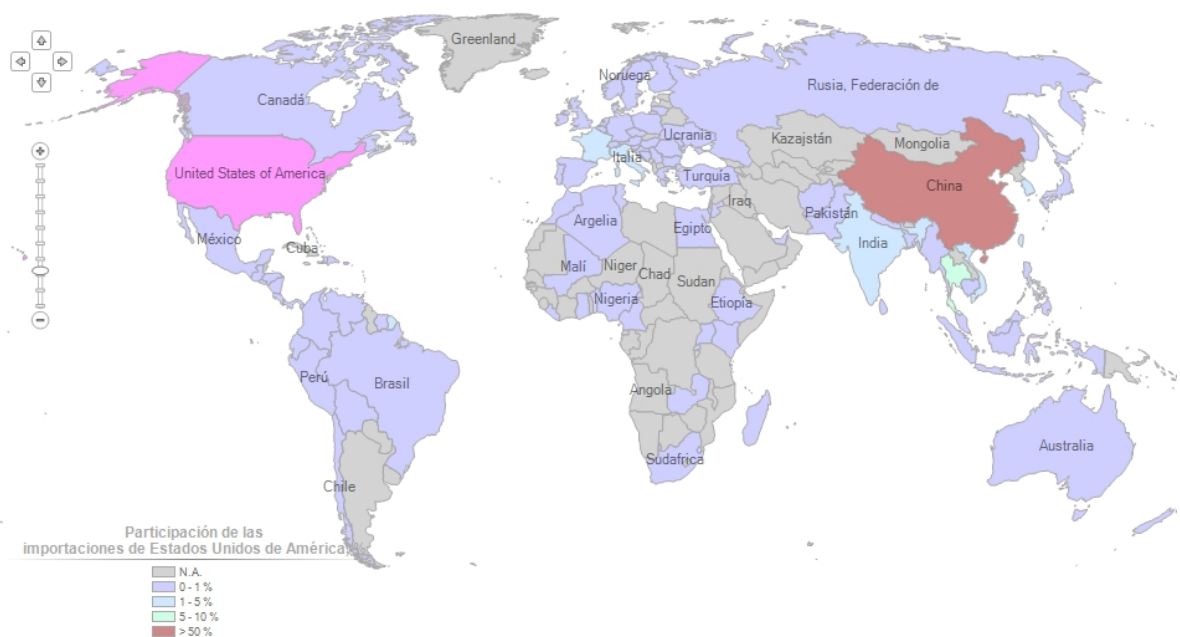 Greenland
Noruega
Rusia, Federación de
Canadá
Ucrania
Kazajstán
Mongolia
Italia
United States of America
Turquía
China
Iraq
Pakistán
Argelia
Egipto
México
India
Cuba
Malí
Niger
Chad
Sudan
Nigeria
Etiopía
Perú
Brasil
Angola
Australia
Sudafrica
Chile
Participación de las
importaciones de Estados Unidos de América, %
N.A.
0 - 1 %
1 - 5 %
5 - 10 %
> 50 %